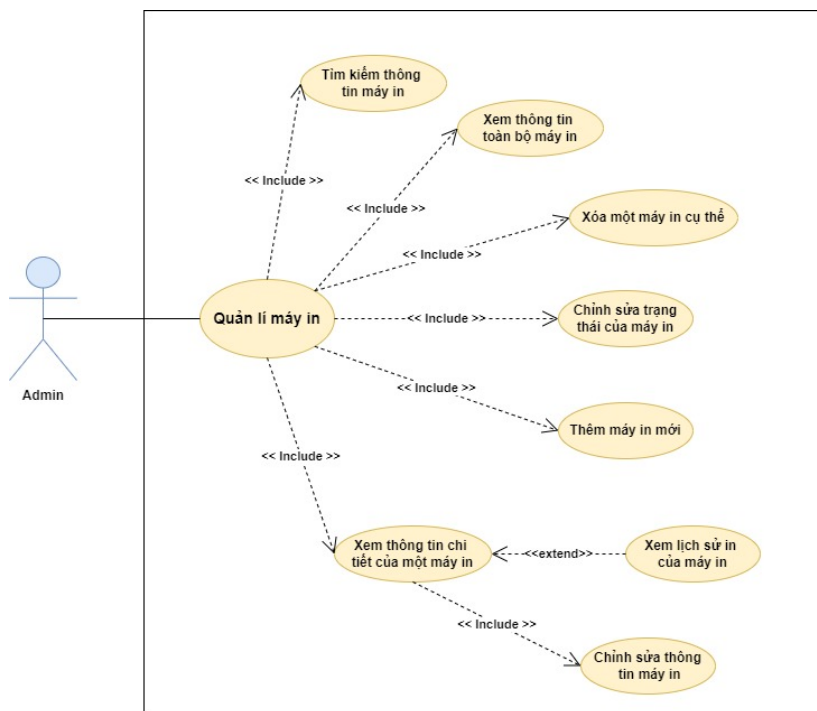 Tìm kiếm thông
tin máy in
Xem thông tin
toàn bộ máy in
<< Include >>
<< Include >>
Xóa một máy in cụ thể
<< Include >>
Quản lí máy in
<< Include >>
Chỉnh sửa trạng
thái của máy in
Admin
<< Include >>
Thêm máy in mới
<< Include >>
Xem thông tin chi
tiết của một máy in
<<extend>>
Xem lịch sử in
của máy in
<< Include >>
Chỉnh sửa thông
tin máy in